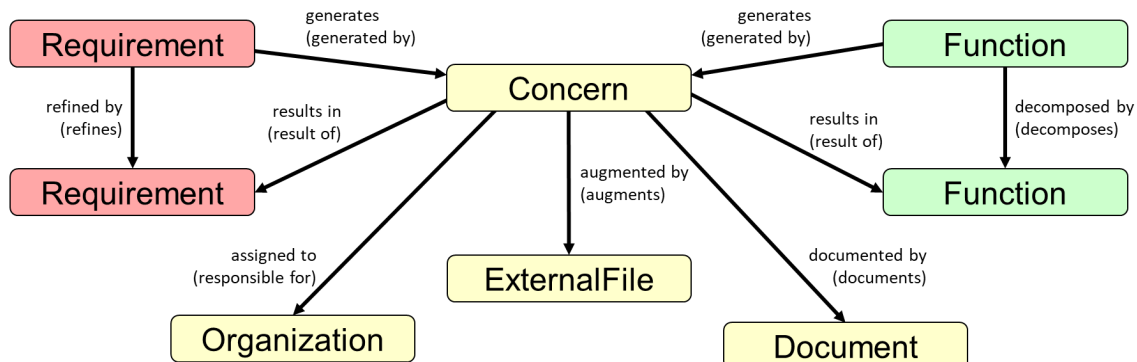 generates
(generated by)
generates
(generated by)
Requirement
Function
Concern
refined by
(refines)
results in
(result of)
results in
(result of)
decomposed by
(decomposes)
augmented by
(augments)
Requirement
Function
assigned to
(responsible for)
documented by
(documents)
ExternalFile
Organization
Document